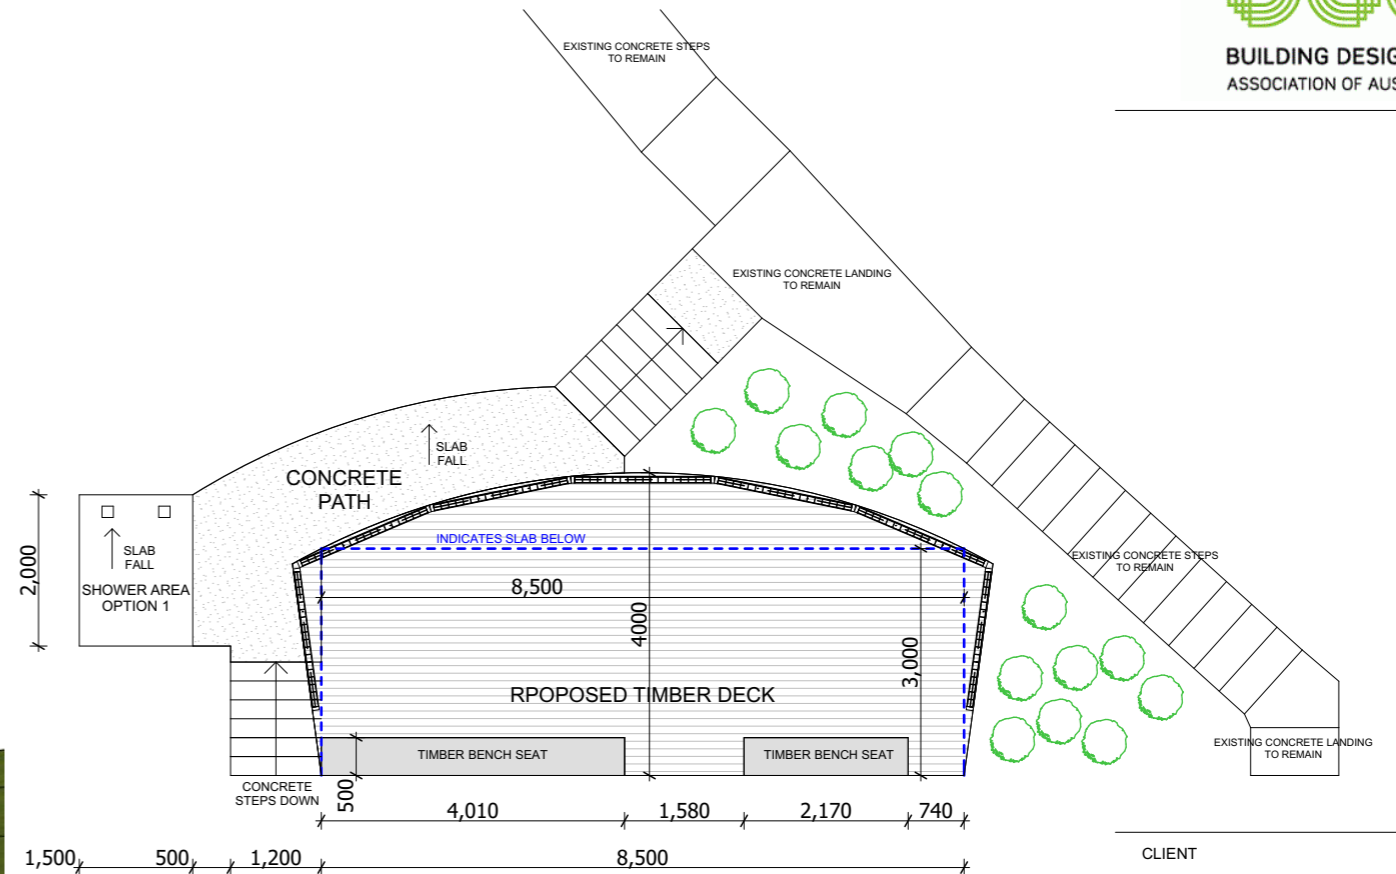 EXISTING CONCRETE STEPS
TO REMAIN
BUILDING DESIG
ASSOCIATION OF AUS
EXISTING CONCRETE LANDING
TO REMAIN
SLAB
FALL
CONCRETE
PATH
INDICATES SLAB BELOW
2,000
SLAB
FALL
SHOWER AREA
OPTION 1
8,500
4000
3,000
EXISTING CONCRETE STEPS
TO REMAIN
RPOPOSED TIMBER DECK
TIMBER BENCH SEAT
TIMBER BENCH SEAT
EXISTING CONCRETE LANDING
TO REMAIN
CONCRETE
STEPS DOWN
500
4,010
1,580
2,170
740
1,500
500
1,200
8,500
CLIENT